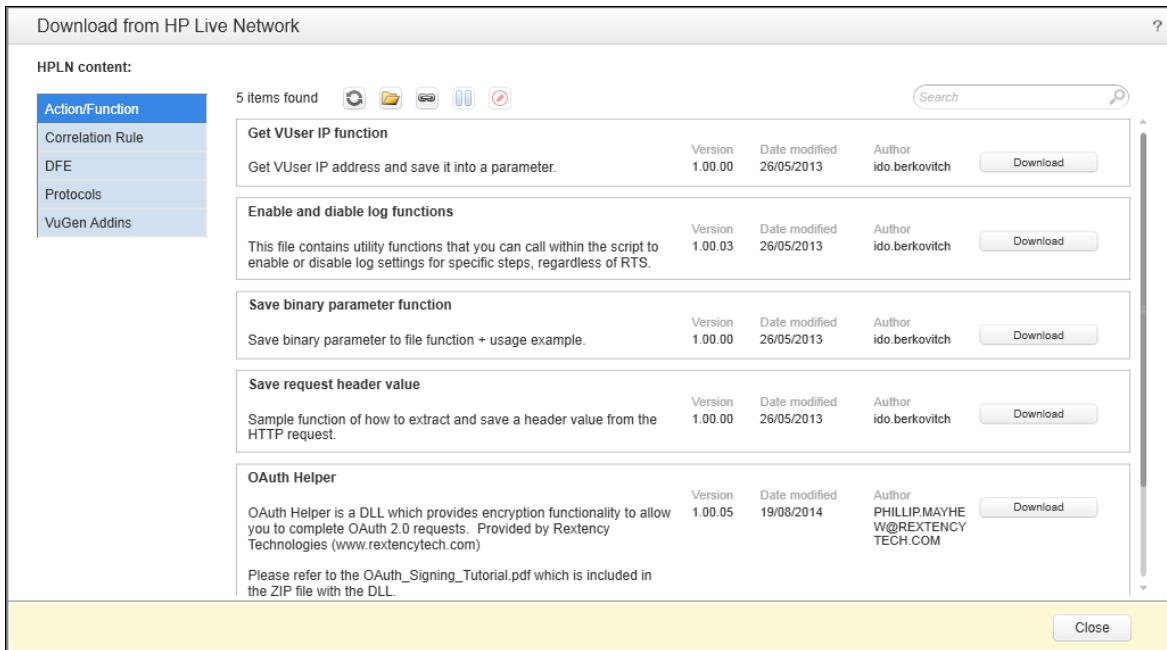 Download from HP Live Network
?
HPLN content:
Action/Function
Correlation Rule
DFE
Protocols
VuGen Addins
5 items found
Search
Get VUser IP function
Get VUser IP address and save it into a parameter.
Version
1.00.00
Date modified
26/05/2013
Author
ido.berkovitch
Download
Enable and diable log functions
This file contains utility functions that you can call within the script to
enable or disable log settings for specific steps, regardless of RTS.
Version
1.00.03
Date modified
26/05/2013
Author
ido.berkovitch
Download
Save binary parameter function
Save binary parameter to file function + usage example.
Version
1.00.00
Date modified
26/05/2013
Author
ido.berkovitch
Download
Save request header value
Sample function of how to extract and save a header value from the
HTTP request.
Version
1.00.00
Date modified
26/05/2013
Author
ido.berkovitch
Download
OAuth Helper
OAuth Helper is a DLL which provides encryption functionality to allow
you to complete OAuth 2.0 requests. Provided by Rextency
Technologies (www.rextencytech.com)
Please refer to the OAuth_Signing_Tutorial.pdf which is included in
the ZIP file with the DLL.
Version
1.00.05
Date modified
19/08/2014
Author
PHILLIP.MAYHE
W@REXTENCY
TECH.COM
Download
Close